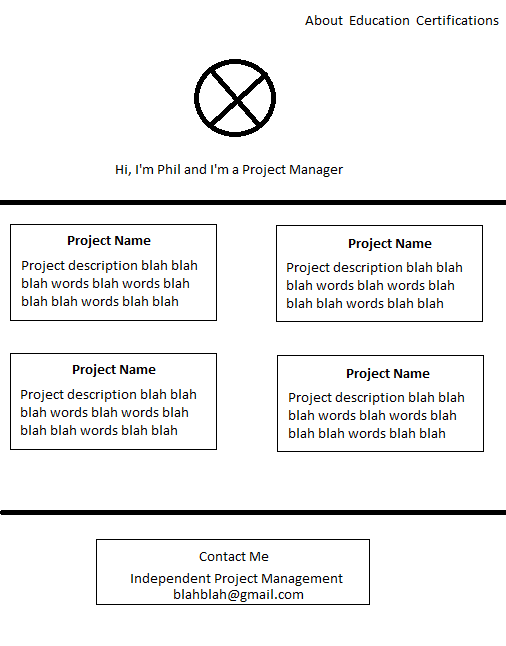 About Education Certifications
Hi, I'm Phil and I'm a Project Manager
Project Name
Project description blah blah
blah words blah words blah
blah blah words blah blah
Project Name
Project description blah blah
blah words blah words blah
blah blah words blah blah
Project Name
Project description blah blah
blah words blah words blah
blah blah words blah blah
Project Name
Project description blah blah
blah words blah words blah
blah blah words blah blah
Contact Me
Independent Project Management
blahblah@gmail.com